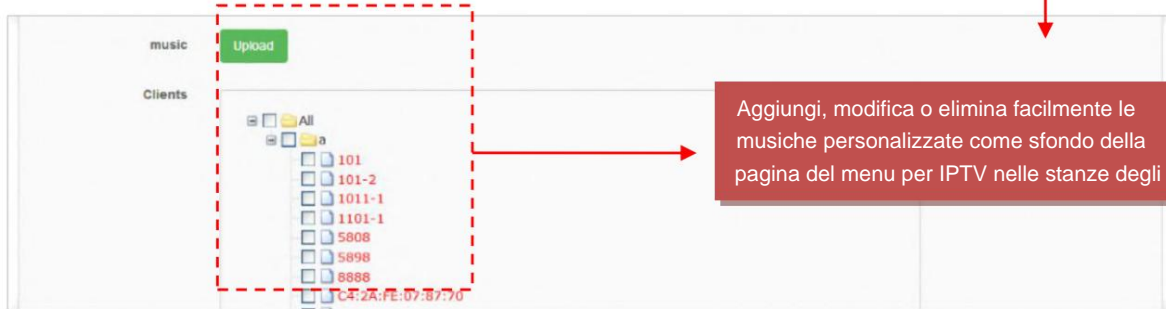 music
Upload
Clients
All
a
101
101-2
1011-1
1101-1
5808
5898
8888
C4:2A:FE:07:87:70
Aggiungi, modifica o elimina facilmente le
musiche personalizzate come sfondo della
pagina del menu per IPTV nelle stanze degli